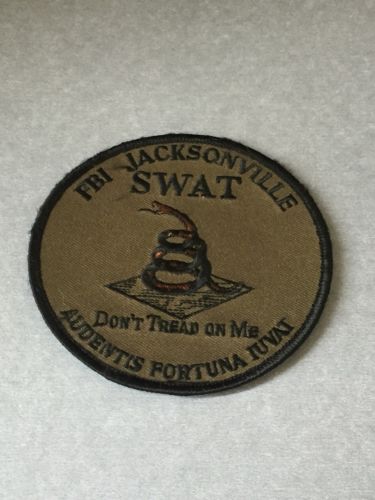 FBI JACKSONVILLE
SWAT
DON'T TREAD ON ME
AUDENTIS FORTUNA IUVAT